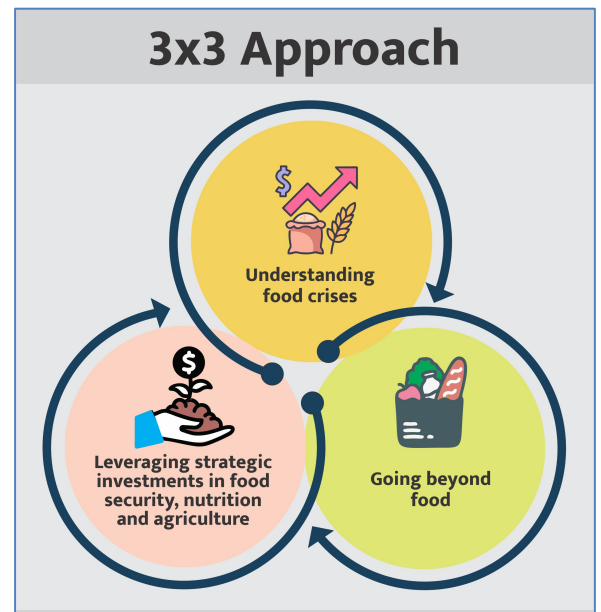 3x3 Approach
$
Understanding
food crises
$
Leveraging strategic
investments in food
security, nutrition
and agriculture
Going beyond
food